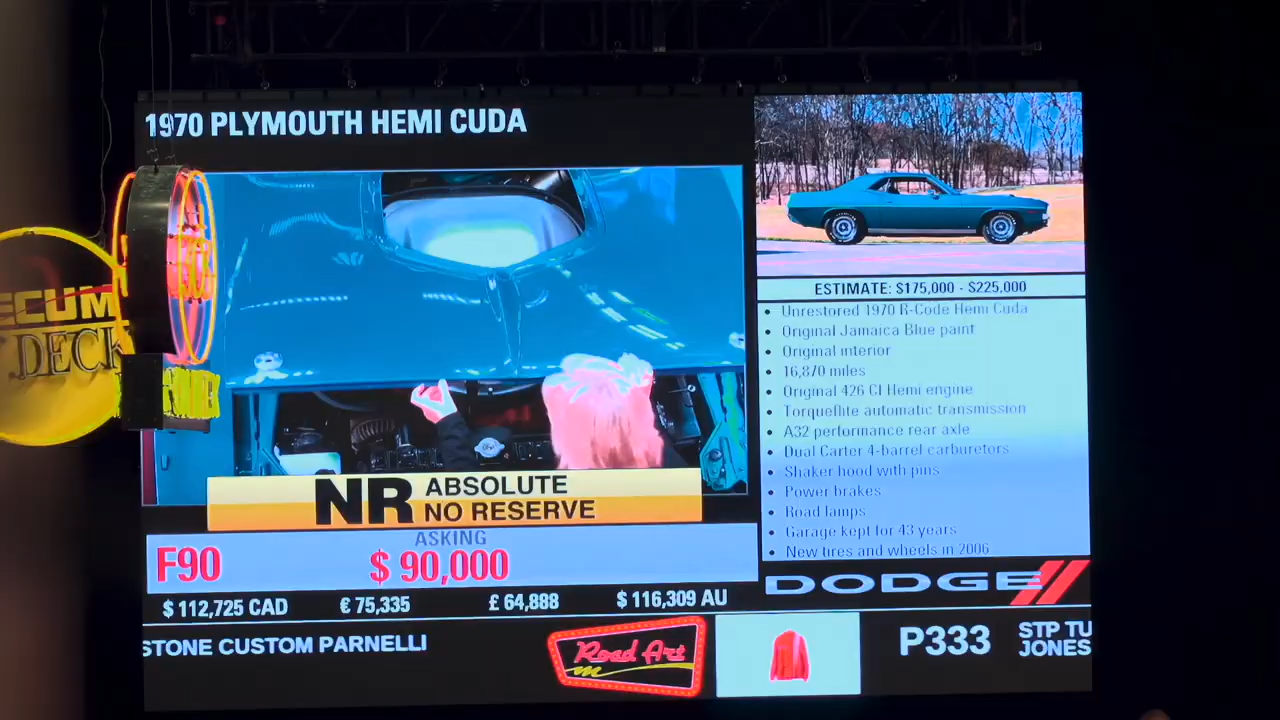 1970 PLYMOUTH HEMI CUDA
ECUM
DECK
ESTIMATE: $175,000 - $225,000
• Unrestored 1970 R-Code Hemi Cuda
• Original Jamaica Blue paint
• Original interior
• 16,870 miles
• Original 426 CI Hemi engine
• Torqueflite automatic transmission
• A32 performance rear axle
• Dual Carter 4-barrel carburetors
• Shaker hood with pins
• Power brakes
• Road lamps
• Garage kept for 43 years
• New tires and wheels in 2006
NR ABSOLUTE
NO RESERVE
ASKING
F90 $ 90,000
DODGE
$ 112,725 CAD € 75,335 £ 64,888 $ 116,309 AU
STONE CUSTOM PARNELLI
Road Art
P333
STP TU
JONES